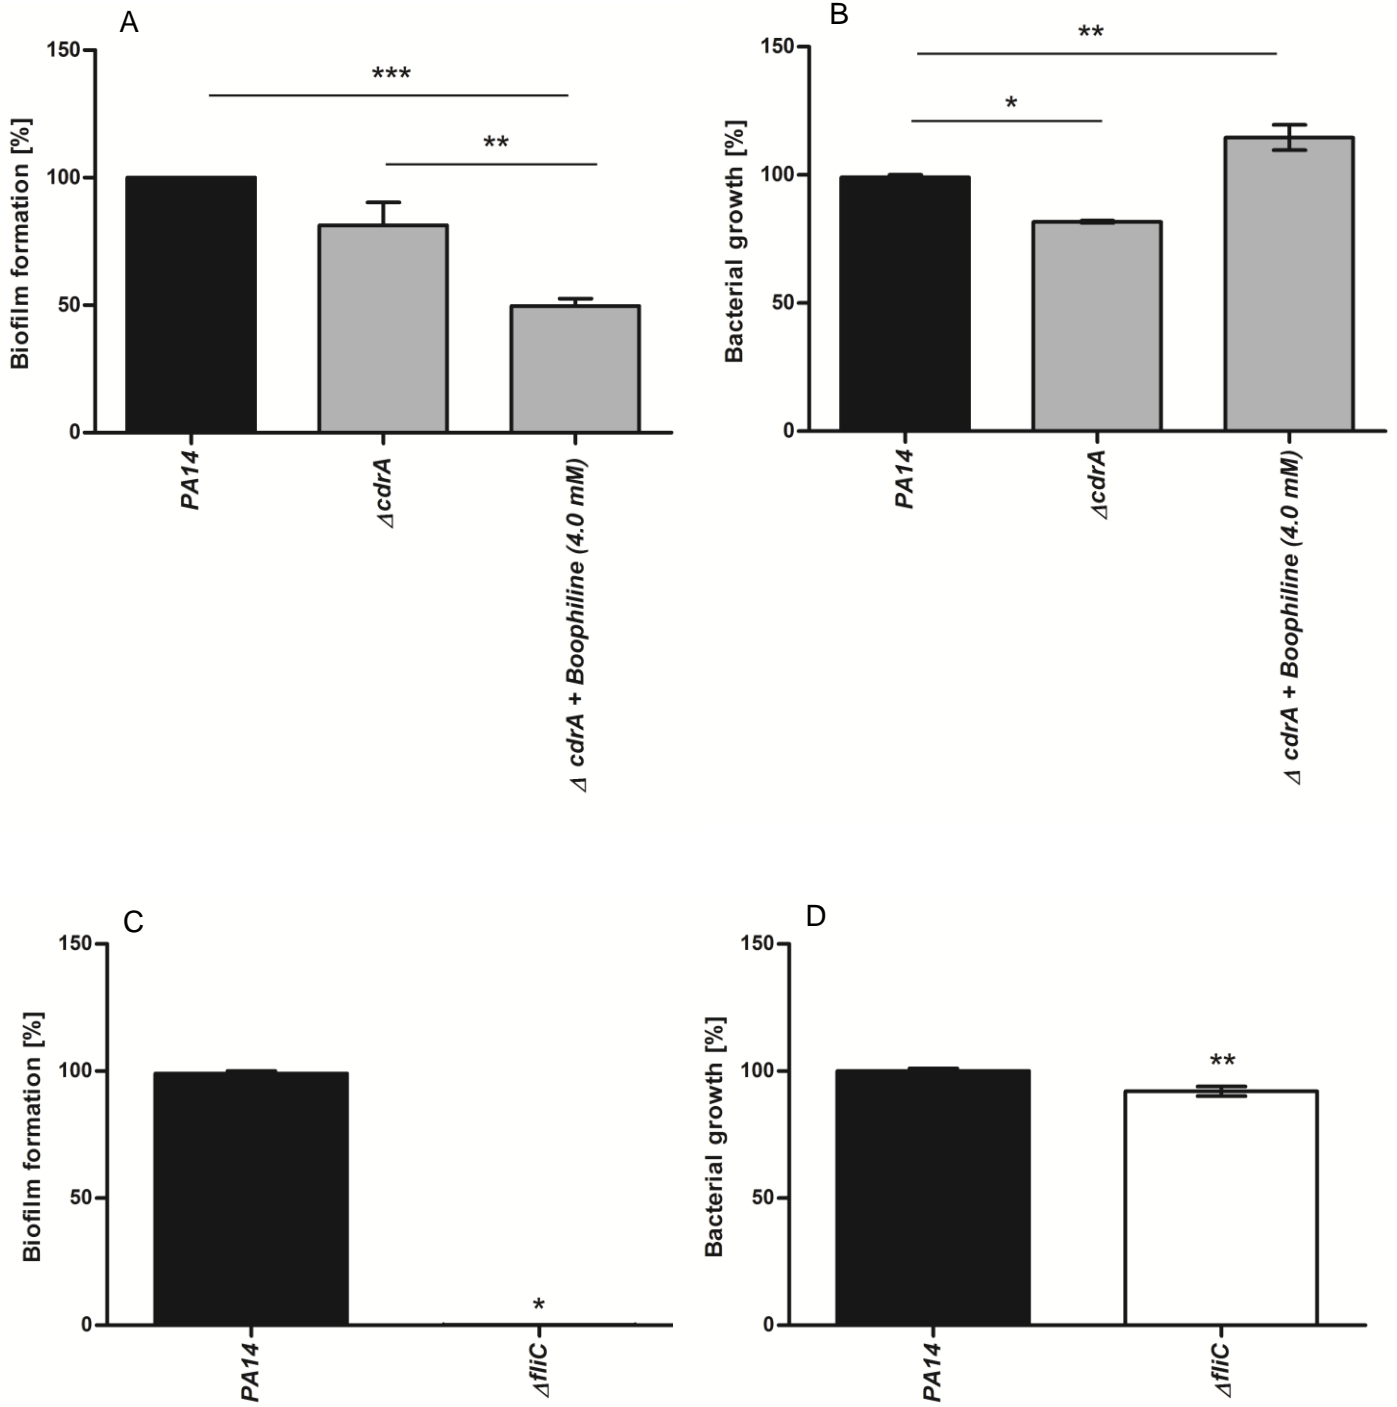 A
Biofilm formation [%]
150
100
50
0
***
**
PA14
ΔcdrA
Δ cdrA + Boophiline (4.0 mM)
B
Bacterial growth [%]
150
100
50
0
**
*
PA14
ΔcdrA
Δ cdrA + Boophiline (4.0 mM)
C
Biofilm formation [%]
150
100
50
0
*
PA14
ΔfliC
D
Bacterial growth [%]
150
100
50
0
**
PA14
ΔfliC